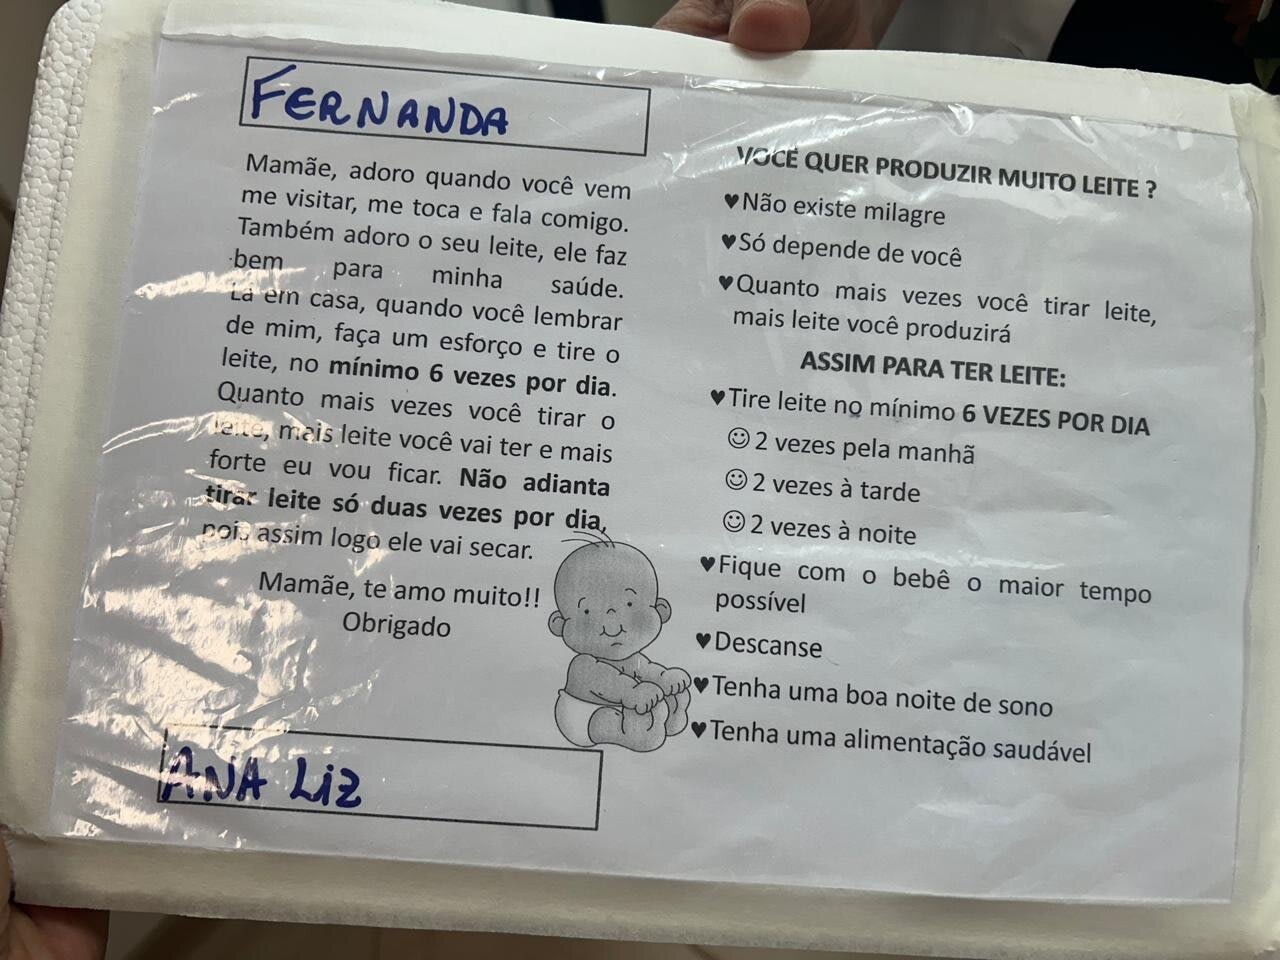 FERNANDA
Mamãe, adoro quando você vem
me visitar, me toca e fala comigo.
Também adoro o seu leite, ele faz
bem para minha saúde.
Lá em casa, quando você lembrar
de mim, faça um esforço e tire o
leite, no mínimo 6 vezes por dia.
Quanto mais vezes você tirar o
leite, mais leite você vai ter e mais
forte eu vou ficar. Não adianta
tirar leite só duas vezes por dia,
pois assim logo ele vai secar.
Mamãe, te amo muito!!
Obrigado
ANA LIZ
VOCÊ QUER PRODUZIR MUITO LEITE ?
♥Não existe milagre
♥Só depende de você
♥Quanto mais vezes você tirar leite,
mais leite você produzirá
ASSIM PARA TER LEITE:
♥Tire leite no mínimo 6 VEZES POR DIA
☺2 vezes pela manhã
☺2 vezes à tarde
☺2 vezes à noite
♥Fique com o bebê o maior tempo
possível
♥Descanse
♥Tenha uma boa noite de sono
♥Tenha uma alimentação saudável